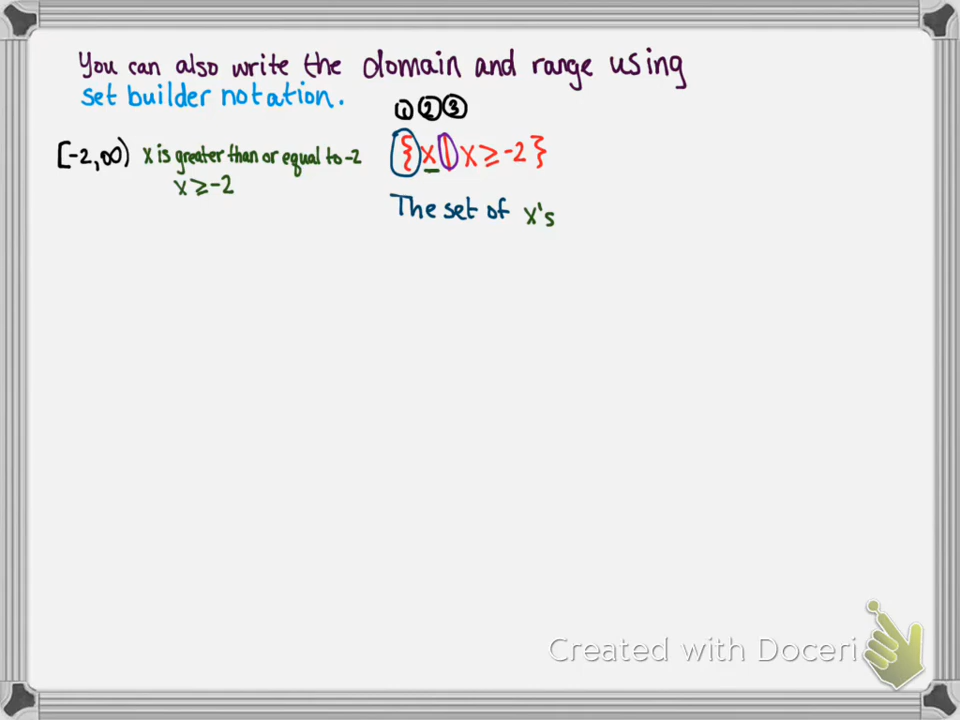 You can also write the domain and range using
set builder notation.
① ② ③
[-2,∞) x is greater than or equal to -2 {x | x ≥ -2}
x ≥ -2
The set of x's
Created with Doceri